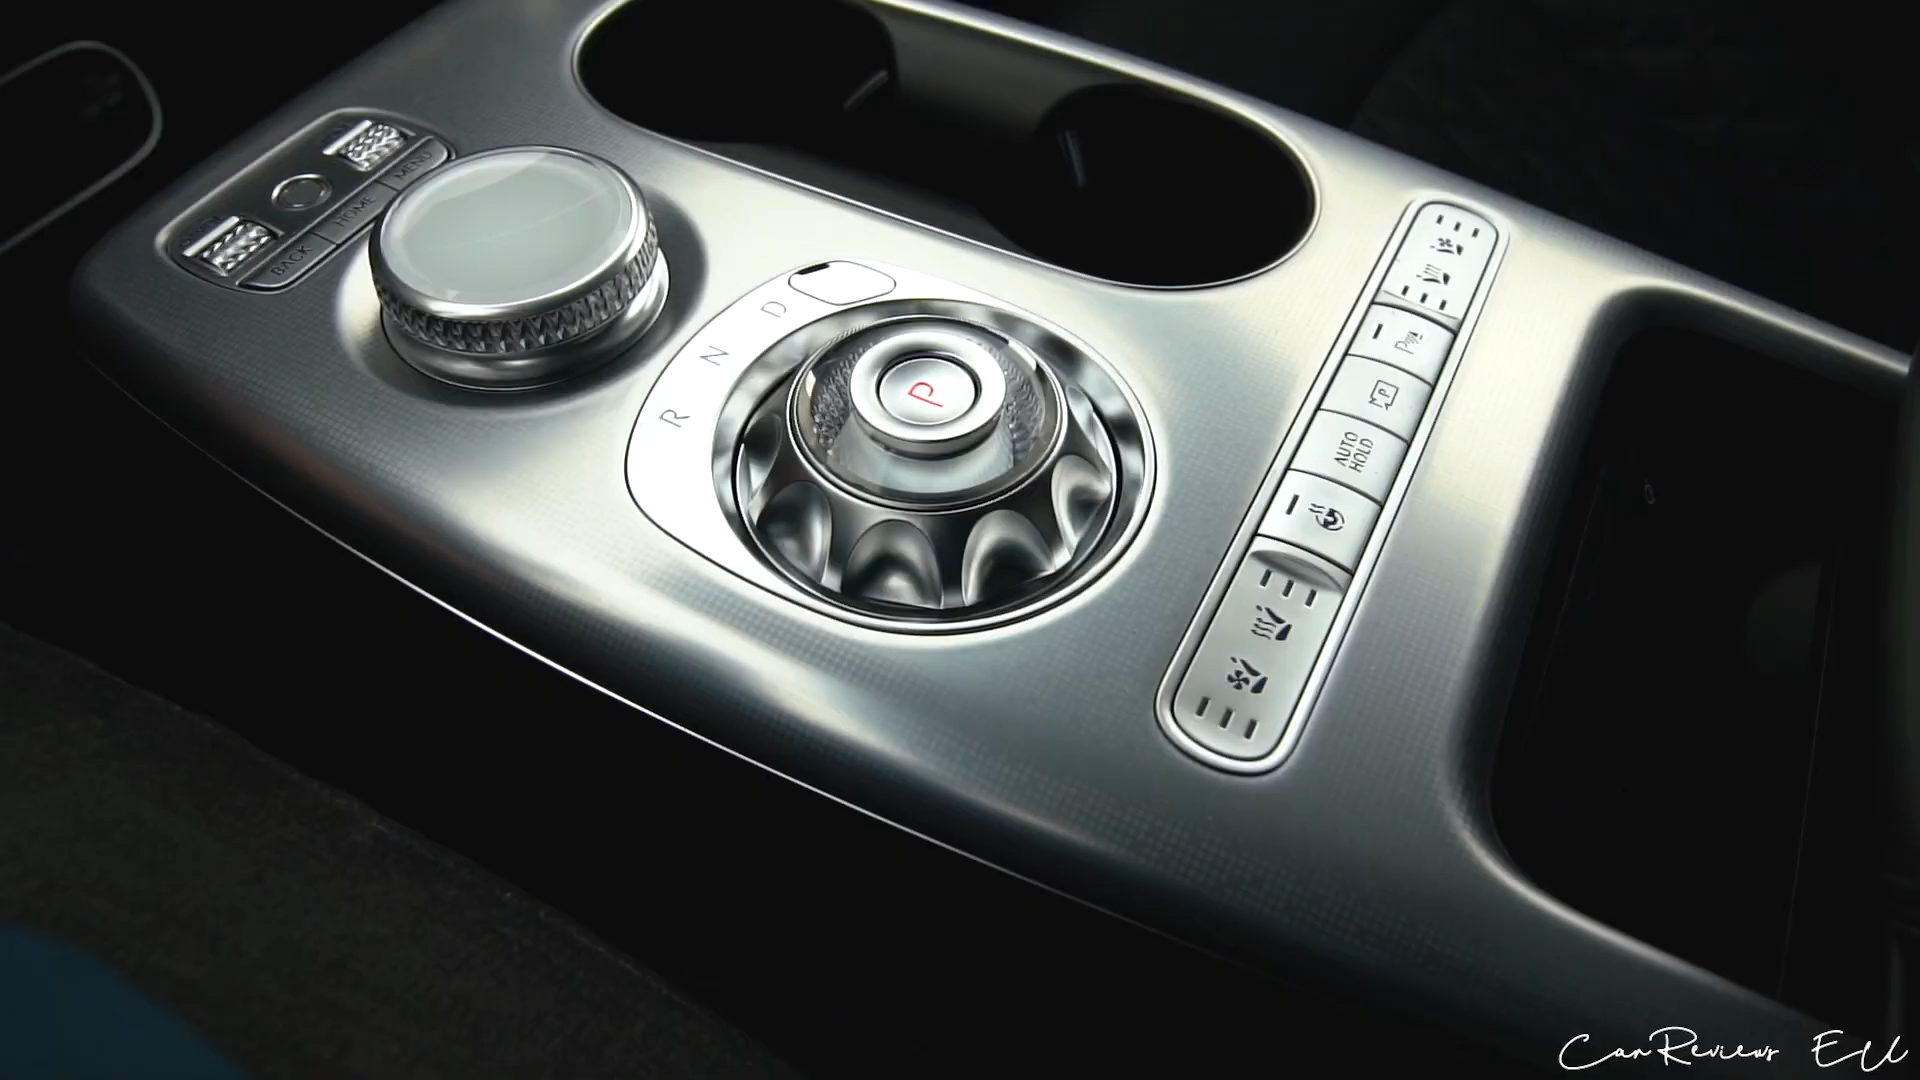 MENU
HOME
BACK
D
N
R
P
P
P
AUTO
HOLD
CarReviews EU